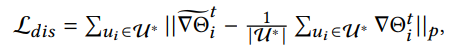 ℒ_{dis} = ∑_{u_i∈𝒰*} ||\widetilde{∇Θ}_i^t − \frac{1}{|𝒰*|} ∑_{u_i∈𝒰*} ∇Θ_i^t||_p,